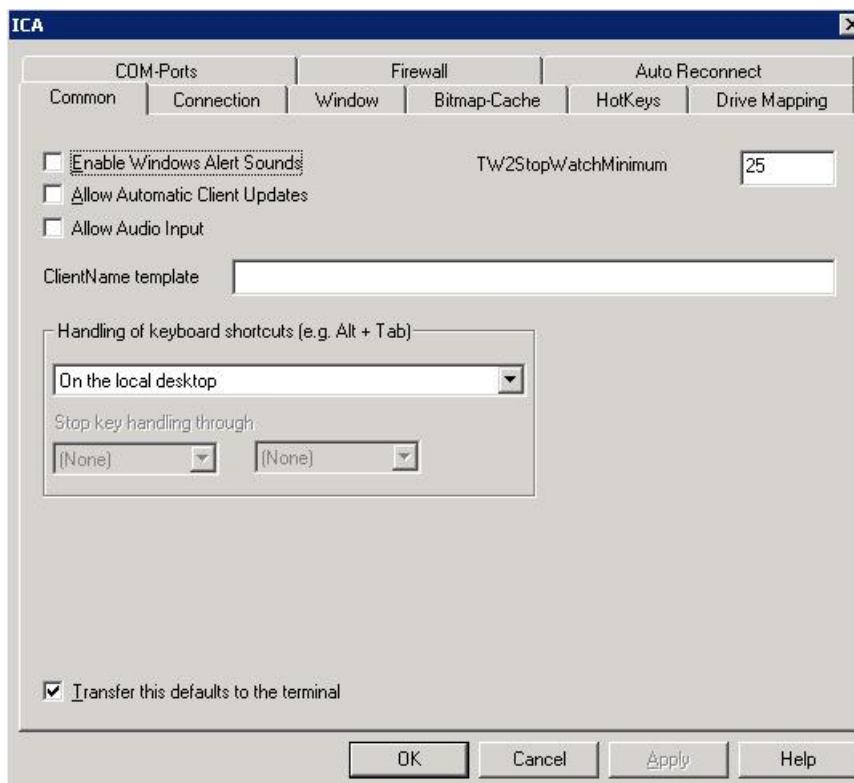 ICA
COM-Ports Firewall Auto Reconnect
Common Connection Window Bitmap-Cache HotKeys Drive Mapping
Enable Windows Alert Sounds TW2StopWatchMinimum 25
Allow Automatic Client Updates
Allow Audio Input
ClientName template
Handling of keyboard shortcuts (e.g. Alt + Tab)
On the local desktop
Stop key handling through
(None) (None)
Transfer this defaults to the terminal
OK Cancel Apply Help